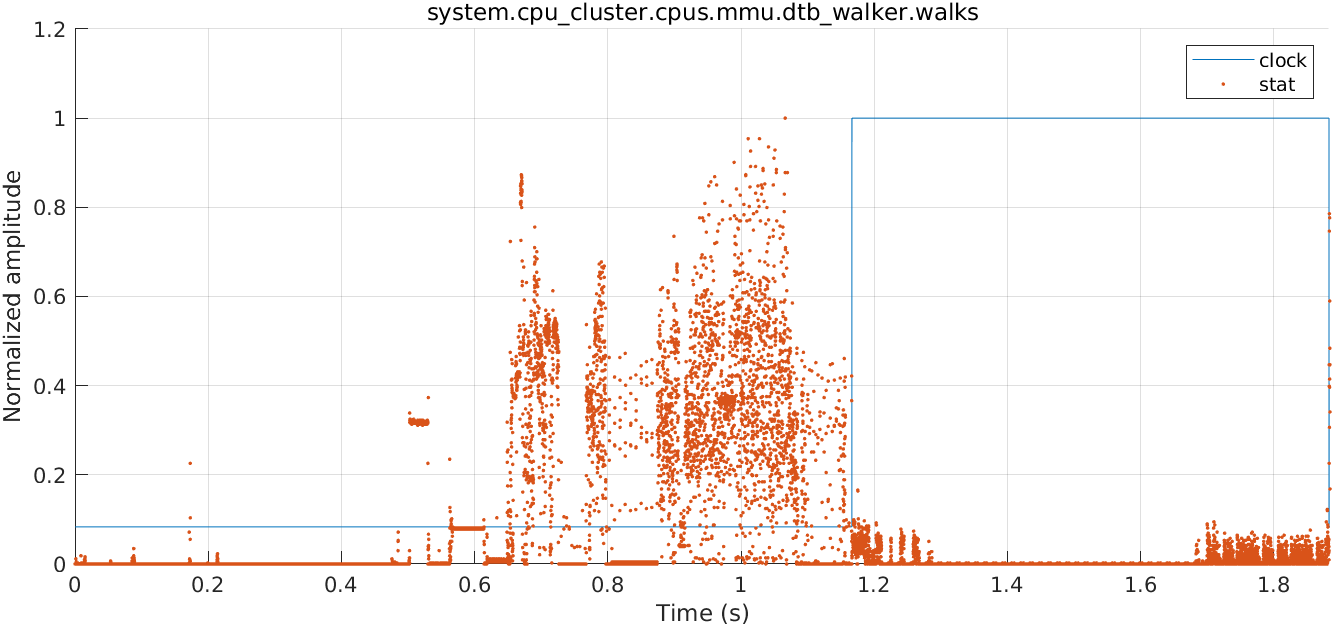 system.cpu_cluster.cpus.mmu.dtb_walker.walks
Normalized amplitude
1.2
1
0.8
0.6
0.4
0.2
0
clock
stat
0 0.2 0.4 0.6 0.8 1 1.2 1.4 1.6 1.8
Time (s)